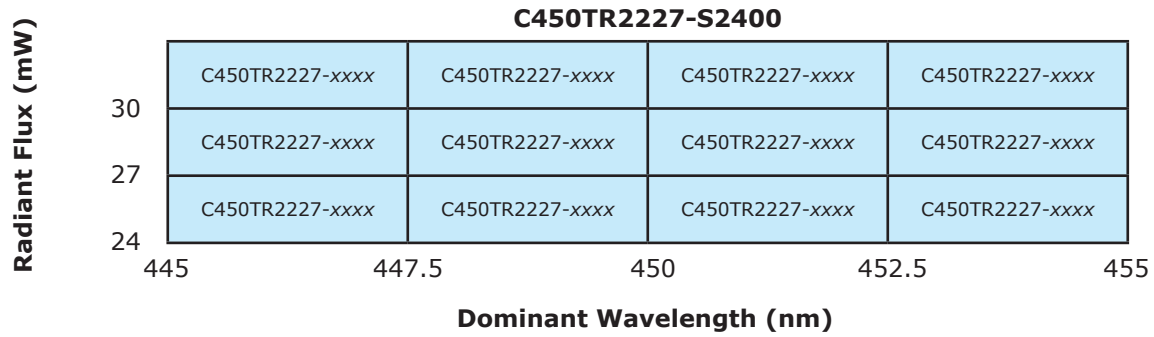 C450TR2227-S2400
Radiant Flux (mW)
C450TR2227-xxxx C450TR2227-xxxx C450TR2227-xxxx C450TR2227-xxxx
30
C450TR2227-xxxx C450TR2227-xxxx C450TR2227-xxxx C450TR2227-xxxx
27
C450TR2227-xxxx C450TR2227-xxxx C450TR2227-xxxx C450TR2227-xxxx
24
445 447.5 450 452.5 455
Dominant Wavelength (nm)